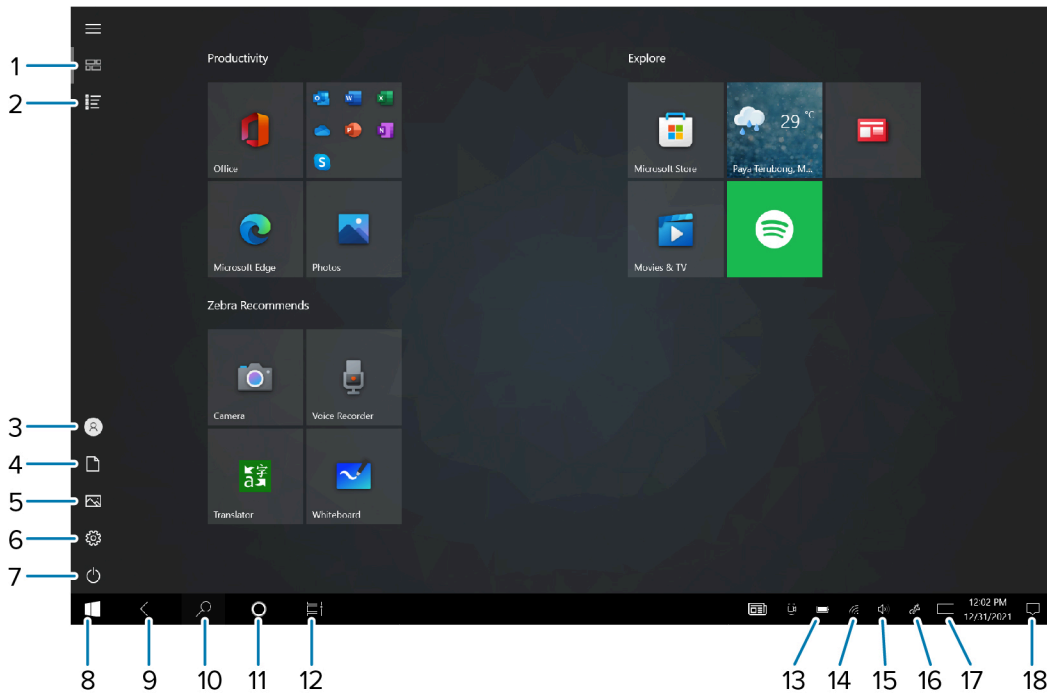 Productivity
Explore
1
2
Office
Microsoft Store
29 °C
Paya Terubong, M...
Microsoft Edge
Photos
Movies & TV
Zebra Recommends
Camera
Voice Recorder
3
4
Translator
Whiteboard
5
6
7
12:02 PM
12/31/2021
8
9
10
11
12
13
14
15
16
17
18